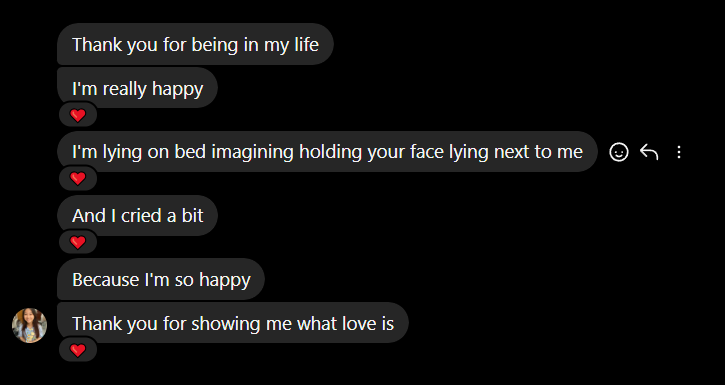 Thank you for being in my life
I'm really happy
I'm lying on bed imagining holding your face lying next to me
And I cried a bit
Because I'm so happy
Thank you for showing me what love is